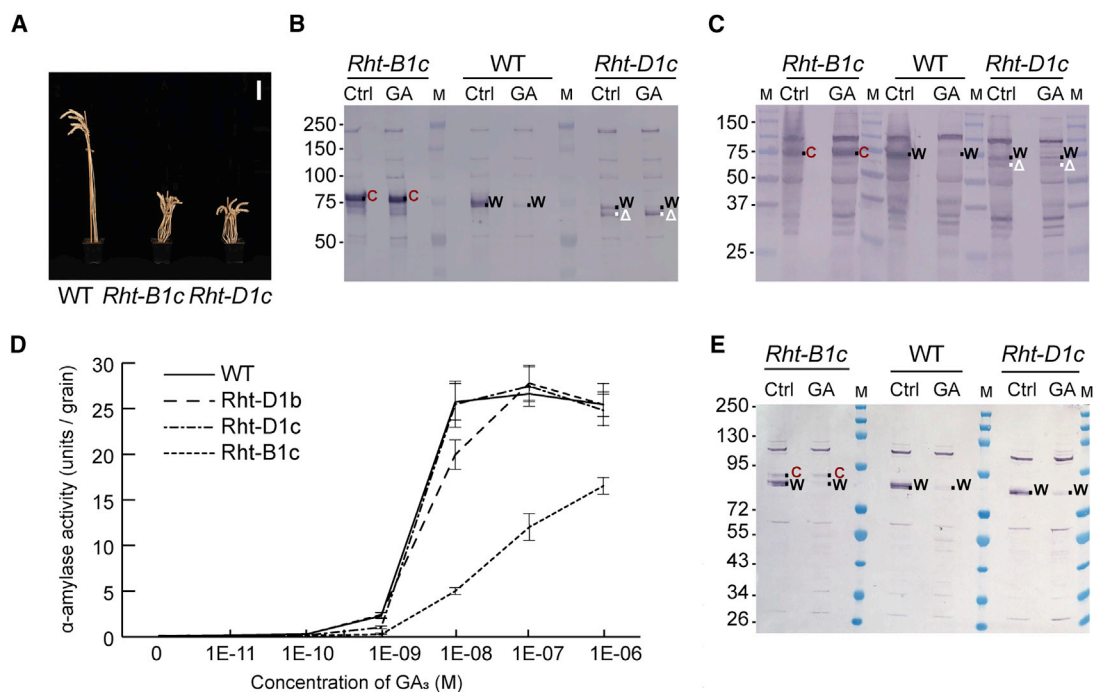 A
WT Rht-B1c Rht-D1c
B
Rht-B1c WT Rht-D1c
Ctrl GA M Ctrl GA M Ctrl GA
250
150
100
75
50
C C W W W Δ W Δ
C
Rht-B1c WT Rht-D1c
M Ctrl GA M Ctrl GA M Ctrl GA M
150
75
50
37
25
C C W W W Δ W Δ
D
α-amylase activity (units / grain)
30
25
20
15
10
5
0
WT
Rht-D1b
Rht-D1c
Rht-B1c
0 1E-11 1E-10 1E-09 1E-08 1E-07 1E-06
Concentration of GA₃ (M)
E
Rht-B1c WT Rht-D1c
Ctrl GA M Ctrl GA M Ctrl GA M
250
130
95
72
55
43
34
26
C C
W W W W W W